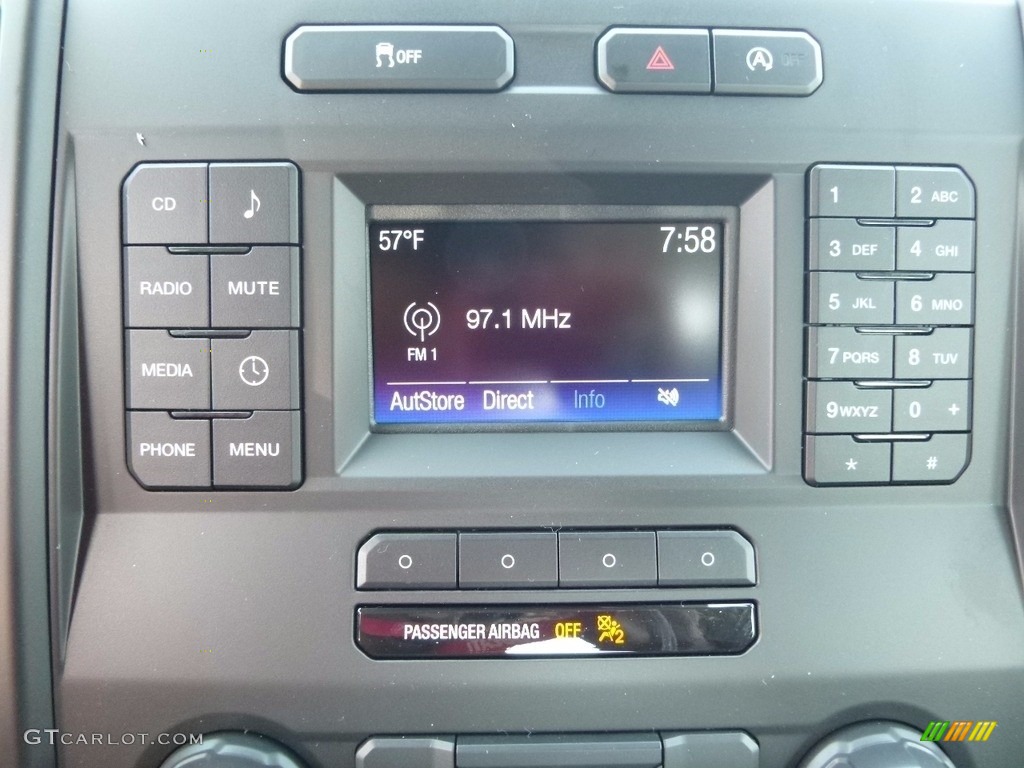 OFF
A OFF
CD
RADIO MUTE
MEDIA
PHONE MENU
57°F 7:58
97.1 MHz
FM 1
AutStore Direct Info
1 2 ABC
3 DEF 4 GHI
5 JKL 6 MNO
7 PQRS 8 TUV
9 WXYZ 0 +
* #
PASSENGER AIRBAG OFF 2
GTCARLOT.COM